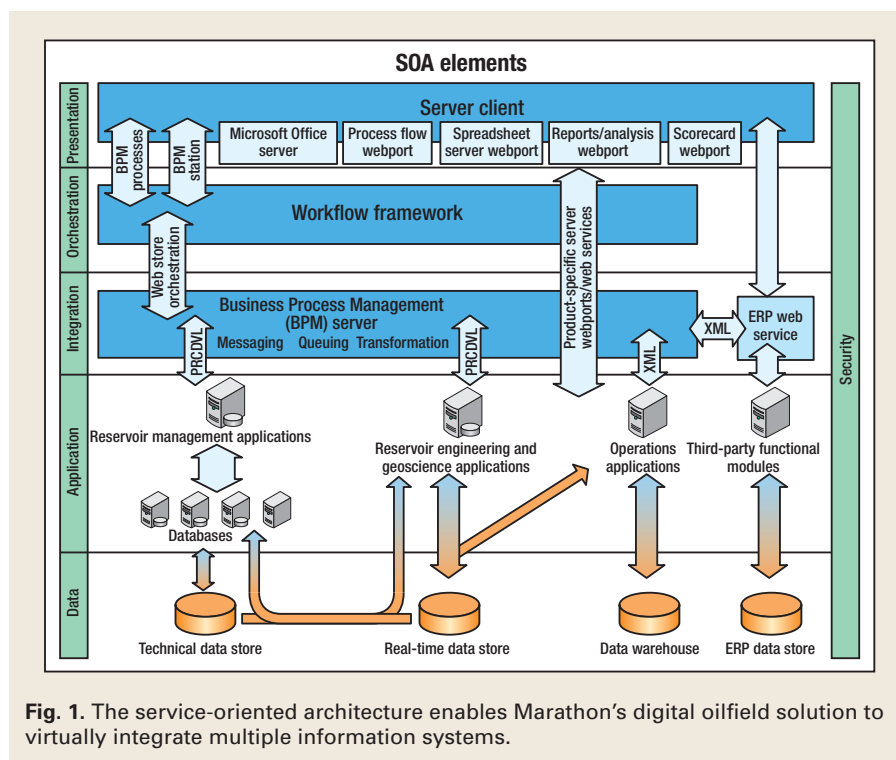 SOA elements
Presentation
Server client
BPM
processes
BPM
station
Microsoft Office
server
Process flow
webport
Spreadsheet
server webport
Reports/analysis
webport
Scorecard
webport
Orchestration
Workflow framework
Web store
orchestration
Product-specific server
webports/web services
Integration
Business Process Management
(BPM) server
Messaging Queuing Transformation
PRCDVL
PRCDVL
XML
XML
ERP web
service
Security
Application
Reservoir management applications
Reservoir engineering and
geoscience applications
Operations
applications
Third-party functional
modules
Databases
Data
Technical data store
Real-time data store
Data warehouse
ERP data store
Fig. 1. The service-oriented architecture enables Marathon’s digital oilfield solution to
virtually integrate multiple information systems.